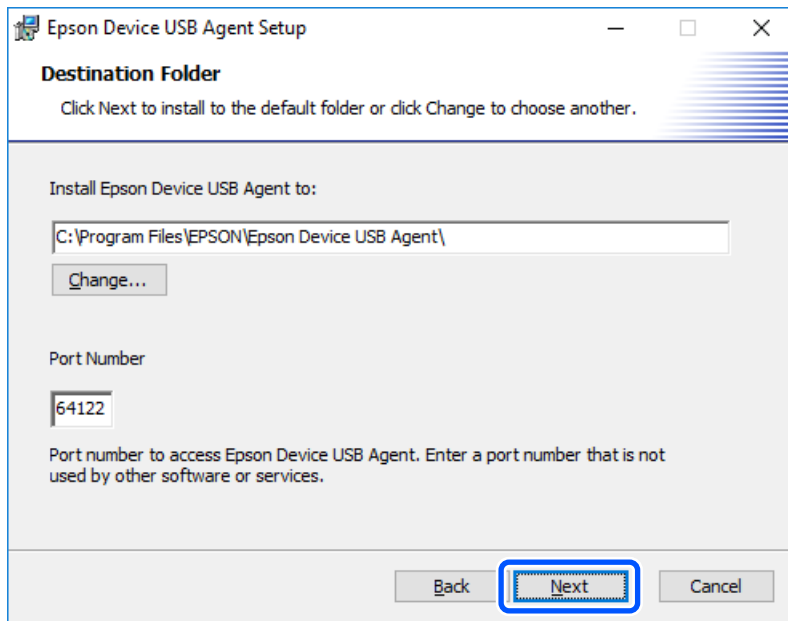 Epson Device USB Agent Setup
Destination Folder
Click Next to install to the default folder or click Change to choose another.
Install Epson Device USB Agent to:
C:\Program Files\EPSON\Epson Device USB Agent\
Change...
Port Number
64122
Port number to access Epson Device USB Agent. Enter a port number that is not
used by other software or services.
Back Next Cancel